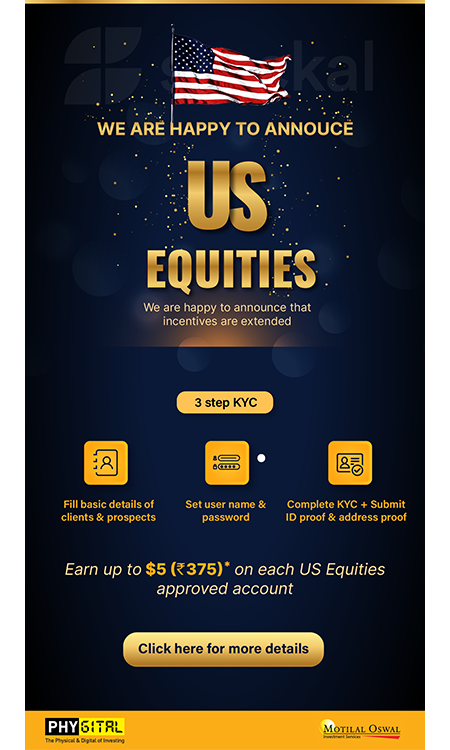 WE ARE HAPPY TO ANNOUCE
US
EQUITIES
We are happy to announce that
incentives are extended
3 step KYC
Fill basic details of
clients & prospects
Set user name &
password
Complete KYC + Submit
ID proof & address proof
Earn up to $5 (₹375)* on each US Equities
approved account
Click here for more details
PHYGITAL
The Physical & Digital of Investing
MOTILAL OSWAL
Investment Services